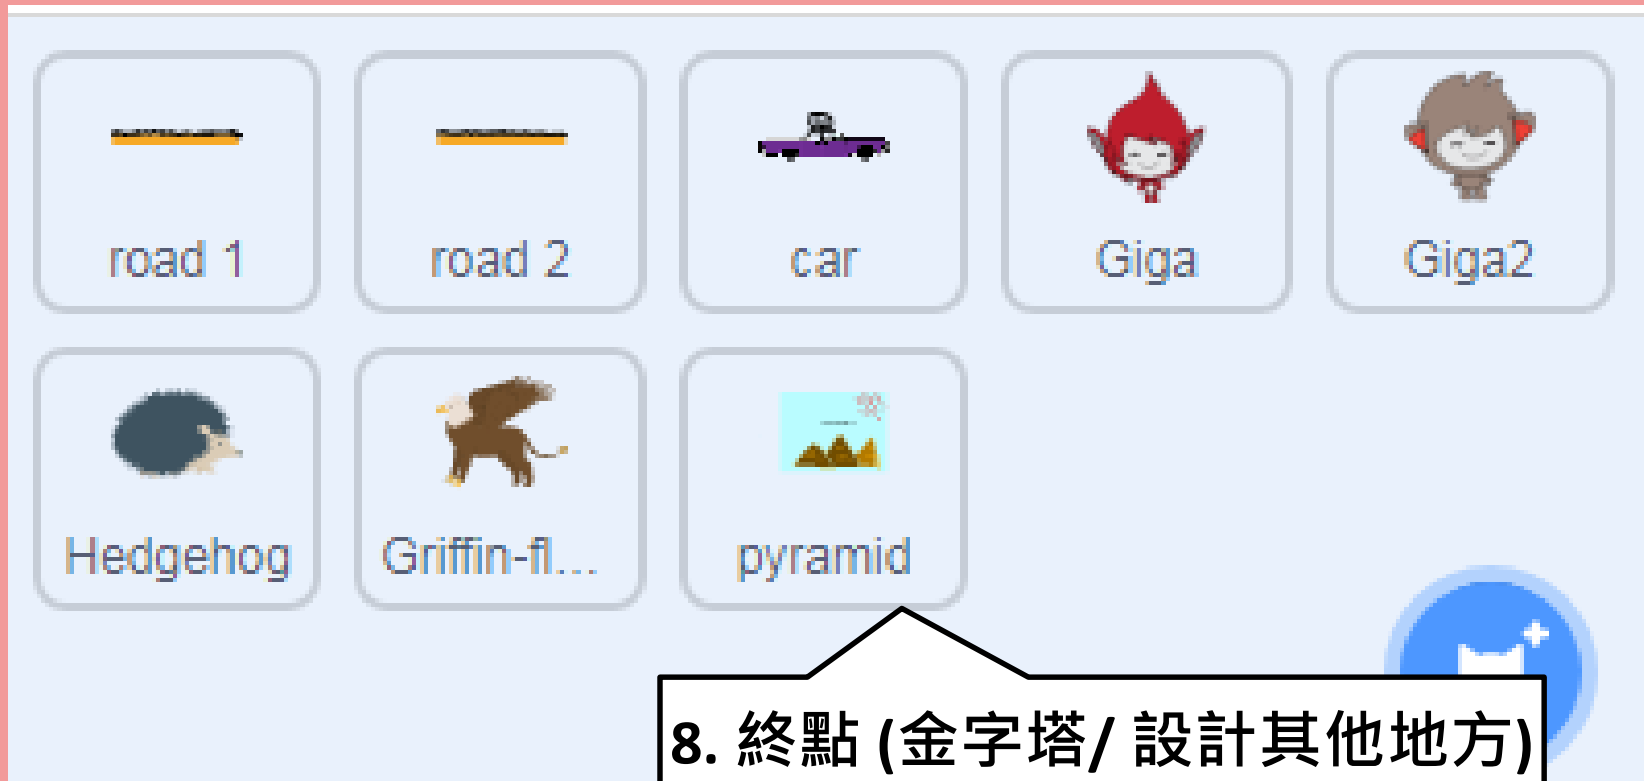 road 1
road 2
car
Giga
Giga2
Hedgehog
Griffin-fl...
pyramid
8. 終點 (金字塔/ 設計其他地方)